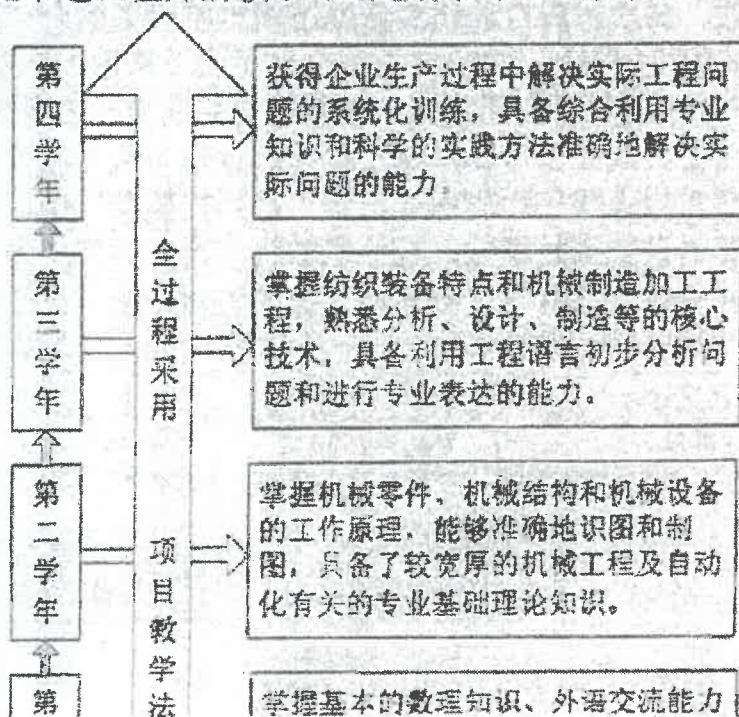 第四学年
获得企业生产过程中解决实际工程问
题的系统化训练，具备综合利用专业
知识和科学的实践方法准确地解决实
际问题的能力
全过程采用
第三学年
掌握纺织装备特点和机械制造加工工
程，熟悉分析、设计、制造等的核心
技术，具备利用工程语言初步分析问
题和进行专业表达的能力。
第二学年
掌握机械零件、机械结构和机械设备
的工作原理，能够准确地识图和制
图，具备了较宽厚的机械工程及自动
化有关的专业基础理论知识。
项目教学法
第
掌握基本的数理知识、外语交流能力